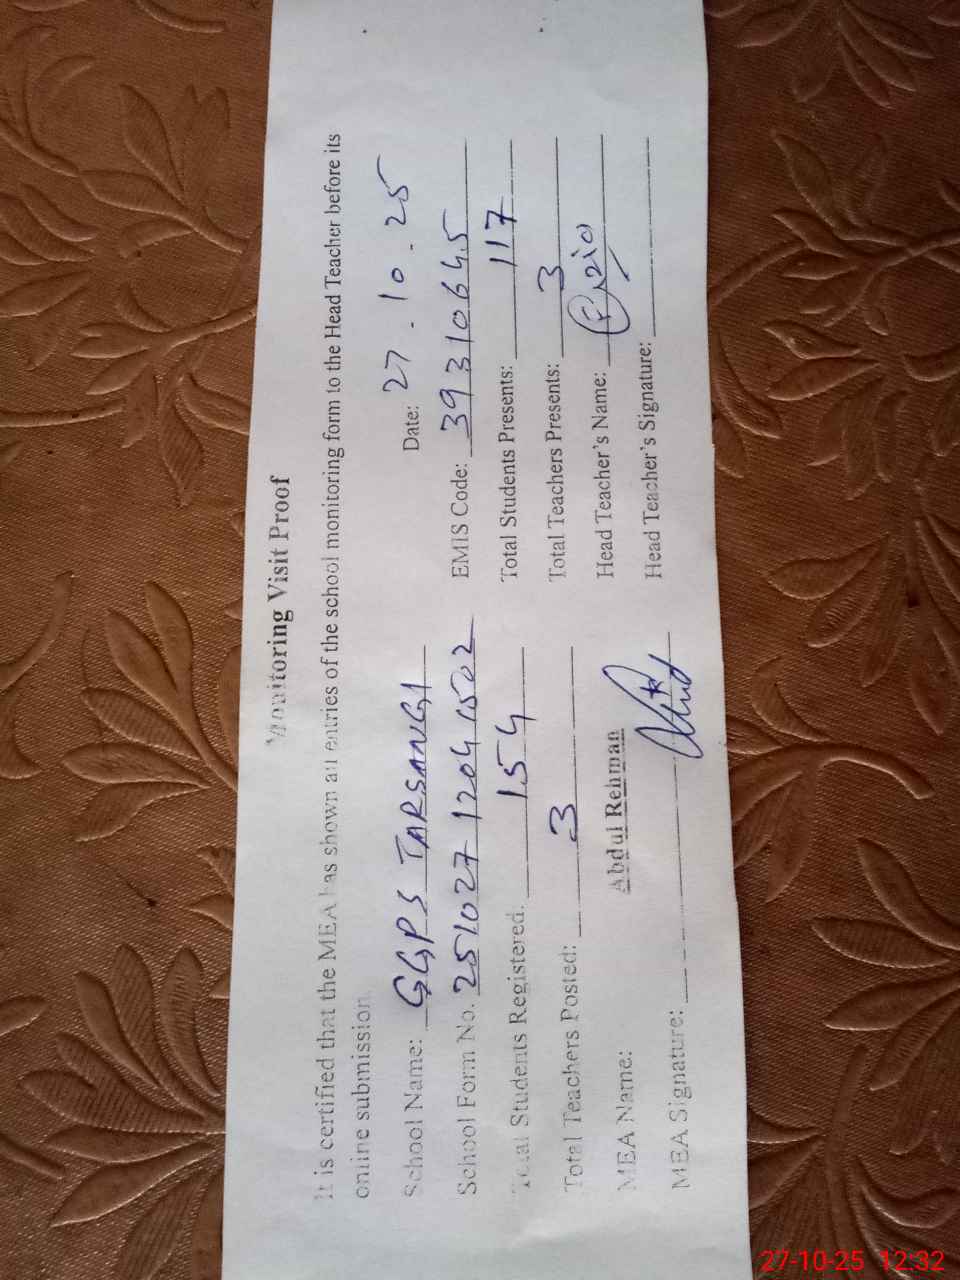 Monitoring Visit Proof
It is certified that the MEA has shown all entries of the school monitoring form to the Head Teacher before its
online submission.
School Name: GGPS TARSANGI Date: 27.10.25
School Form No. 25102712041502 EMIS Code: 39310645
Total Students Registered: 154 Total Students Presents: 117
Total Teachers Posted: 3 Total Teachers Presents: 3
MEA Name: Abdul Rehman Head Teacher's Name:
MEA Signature: Head Teacher's Signature:
27-10-25 12:32